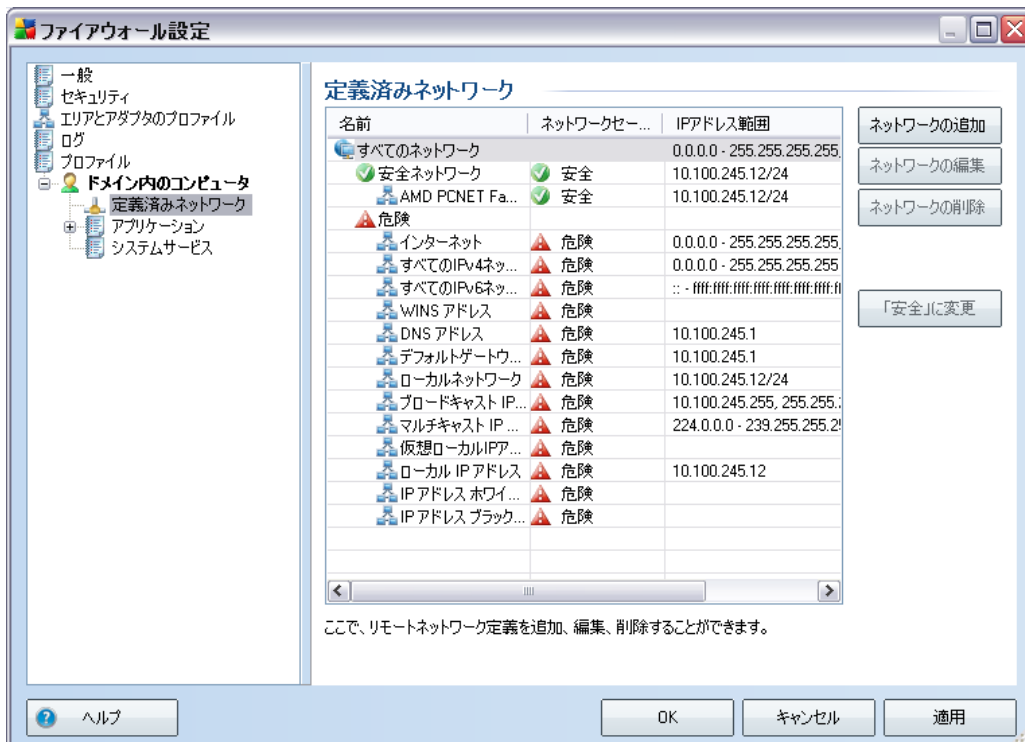 ファイアウォール設定
一般
セキュリティ
エリアとアダプタのプロファイル
ログ
プロファイル
ドメイン内のコンピュータ
定義済みネットワーク
アプリケーション
システムサービス
定義済みネットワーク
名前 ネットワークセー... IPアドレス範囲
すべてのネットワーク 0.0.0.0 - 255.255.255.255,
安全ネットワーク 安全 10.100.245.12/24
AMD PCNET Fa... 安全 10.100.245.12/24
危険
インターネット 危険 0.0.0.0 - 255.255.255.255,
すべてのIPv4ネッ... 危険 0.0.0.0 - 255.255.255.255
すべてのIPv6ネッ... 危険 :: - ffff:ffff:ffff:ffff:ffff:ffff:ffff:fl
WINS アドレス 危険
DNS アドレス 危険 10.100.245.1
デフォルトゲートウ... 危険 10.100.245.1
ローカルネットワーク 危険 10.100.245.12/24
ブロードキャスト IP... 危険 10.100.245.255, 255.255.:
マルチキャスト IP ... 危険 224.0.0.0 - 239.255.255.2
仮想ローカルIPア... 危険
ローカル IP アドレス 危険 10.100.245.12
IP アドレス ホワイ... 危険
IP アドレス ブラック... 危険
ネットワークの追加
ネットワークの編集
ネットワークの削除
「安全」に変更
ここで、リモートネットワーク定義を追加、編集、削除することができます。
ヘルプ
OK
キャンセル
適用